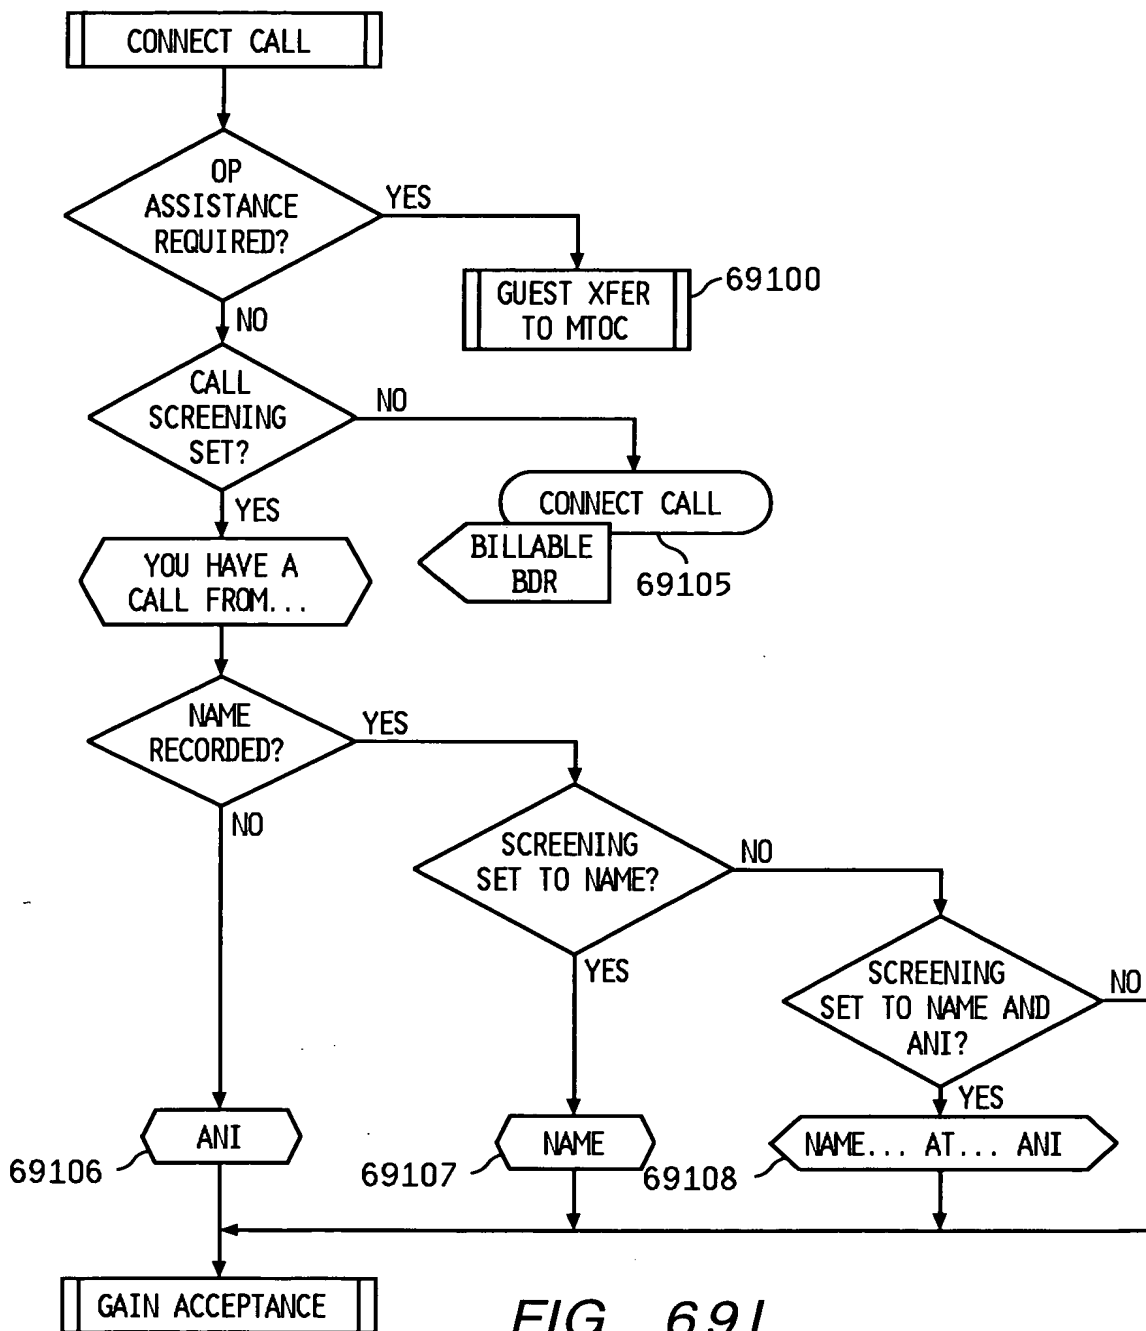 CONNECT CALL
OP
ASSISTANCE
REQUIRED?
YES
NO
GUEST XFER
TO MTOC
69100
CALL
SCREENING
SET?
NO
YES
CONNECT CALL
BILLABLE
BDR
69105
YOU HAVE A
CALL FROM...
NAME
RECORDED?
YES
NO
SCREENING
SET TO NAME?
NO
YES
SCREENING
SET TO NAME AND
ANI?
NO
YES
ANI
69106
NAME
69107
NAME... AT... ANI
69108
GAIN ACCEPTANCE
FIG. 69I